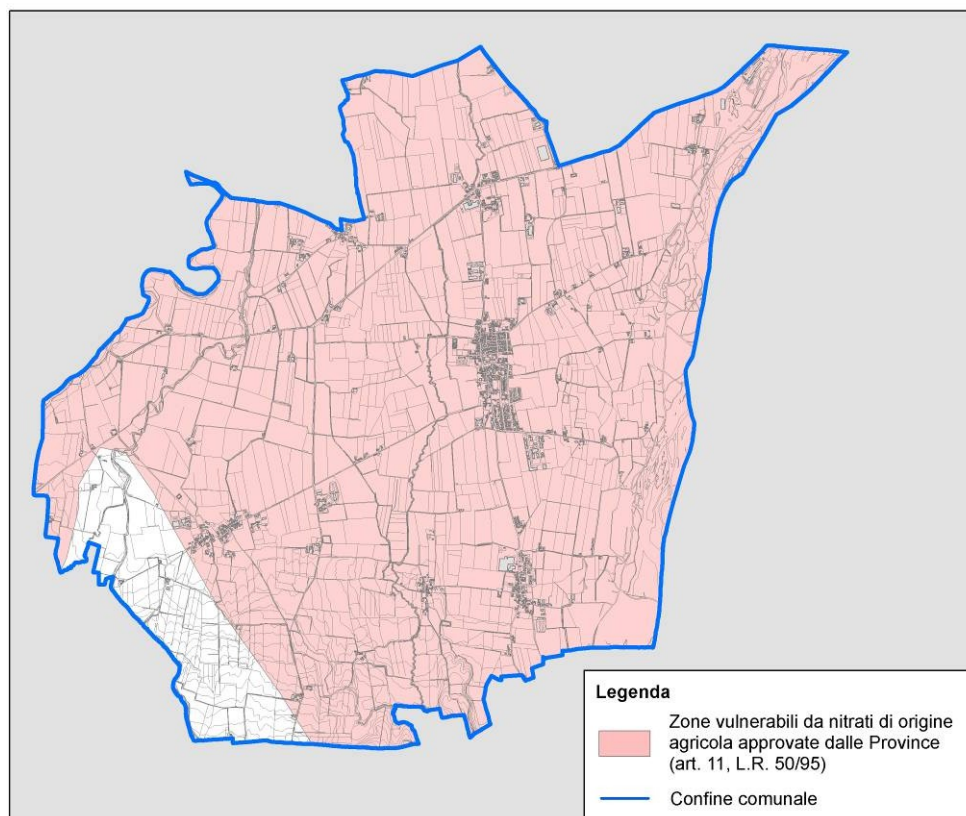 Legenda
Zone vulnerabili da nitrati di origine
agricola approvate dalle Province
(art. 11, L.R. 50/95)
Confine comunale